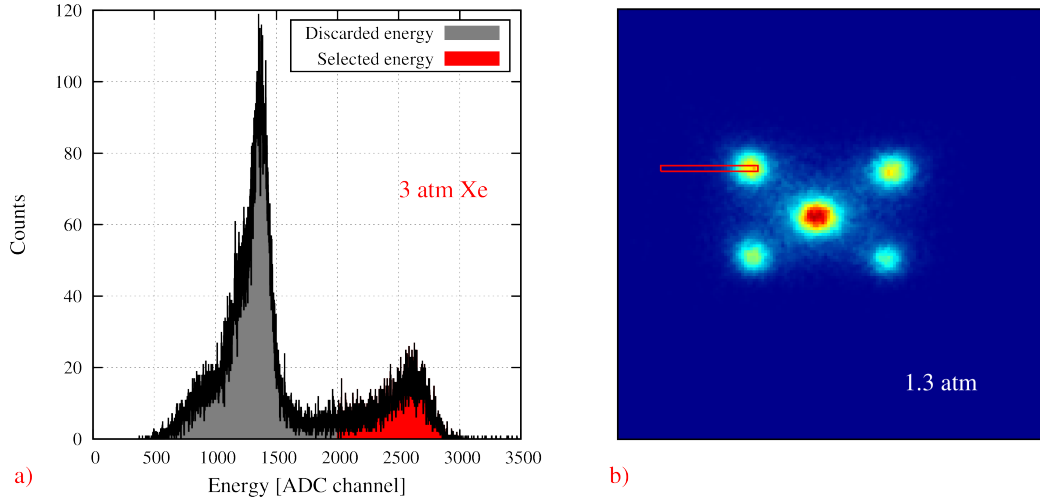 120
100
80
60
40
20
0
Counts
Discarded energy
Selected energy
3 atm Xe
0 500 1000 1500 2000 2500 3000 3500
Energy [ADC channel]
a)
1.3 atm
b)